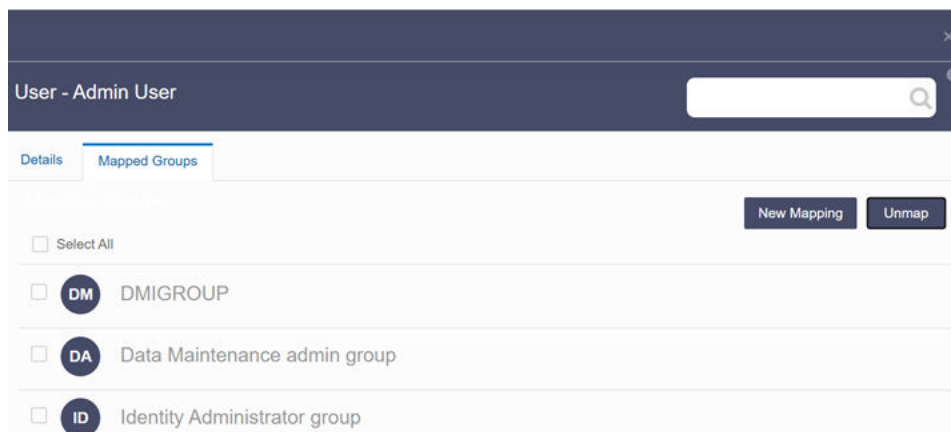 User - Admin User
Details Mapped Groups
New Mapping Unmap
Select All
DM DMIGROUP
DA Data Maintenance admin group
ID Identity Administrator group